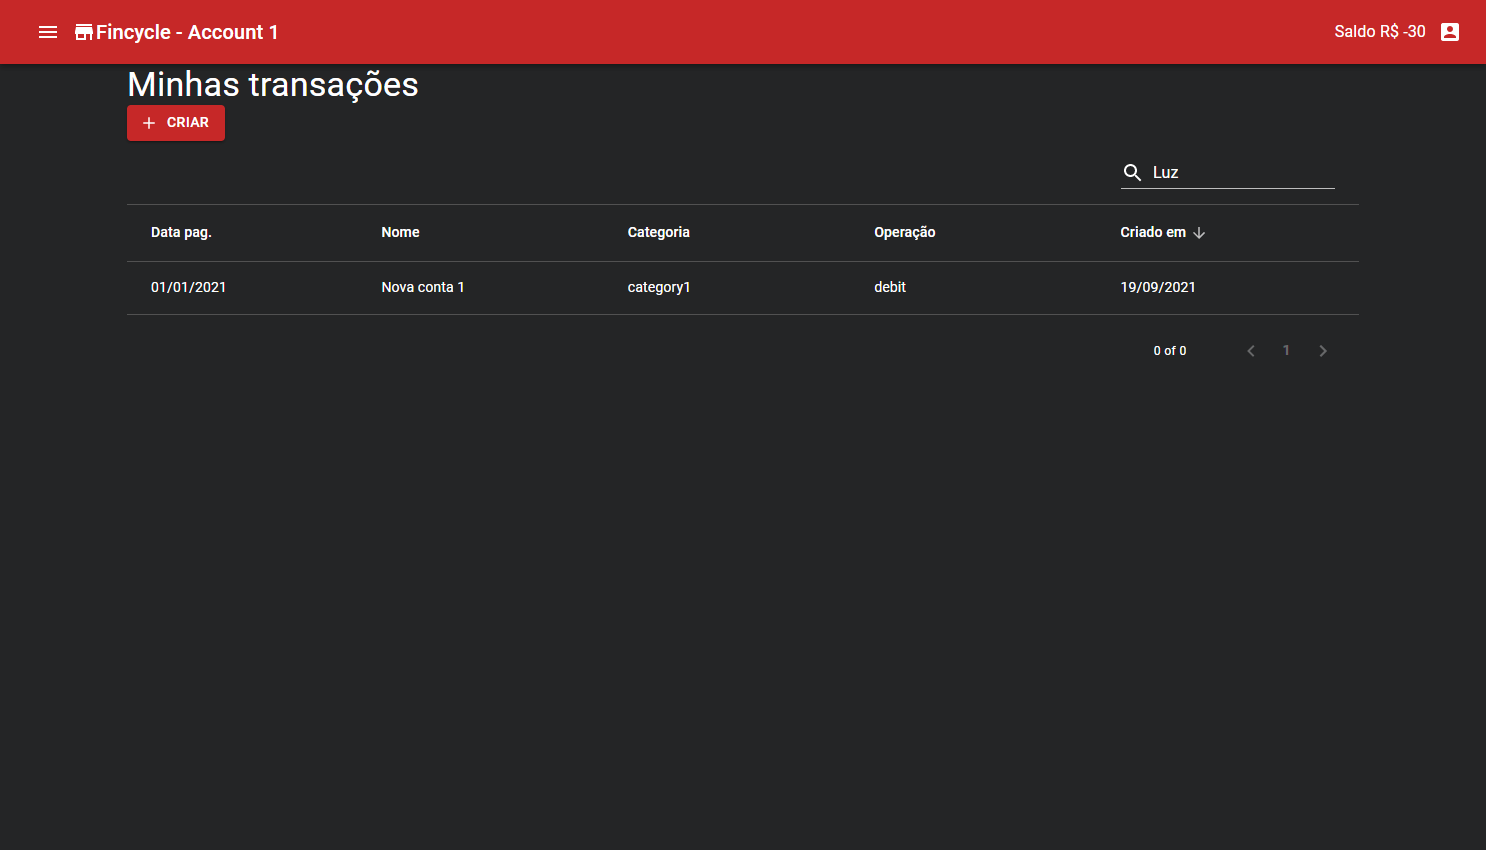 Fincycle - Account 1
Saldo R$ -30
Minhas transações
CRIAR
Luz
Data pag. Nome Categoria Operação Criado em
01/01/2021 Nova conta 1 category1 debit 19/09/2021
0 of 0 1